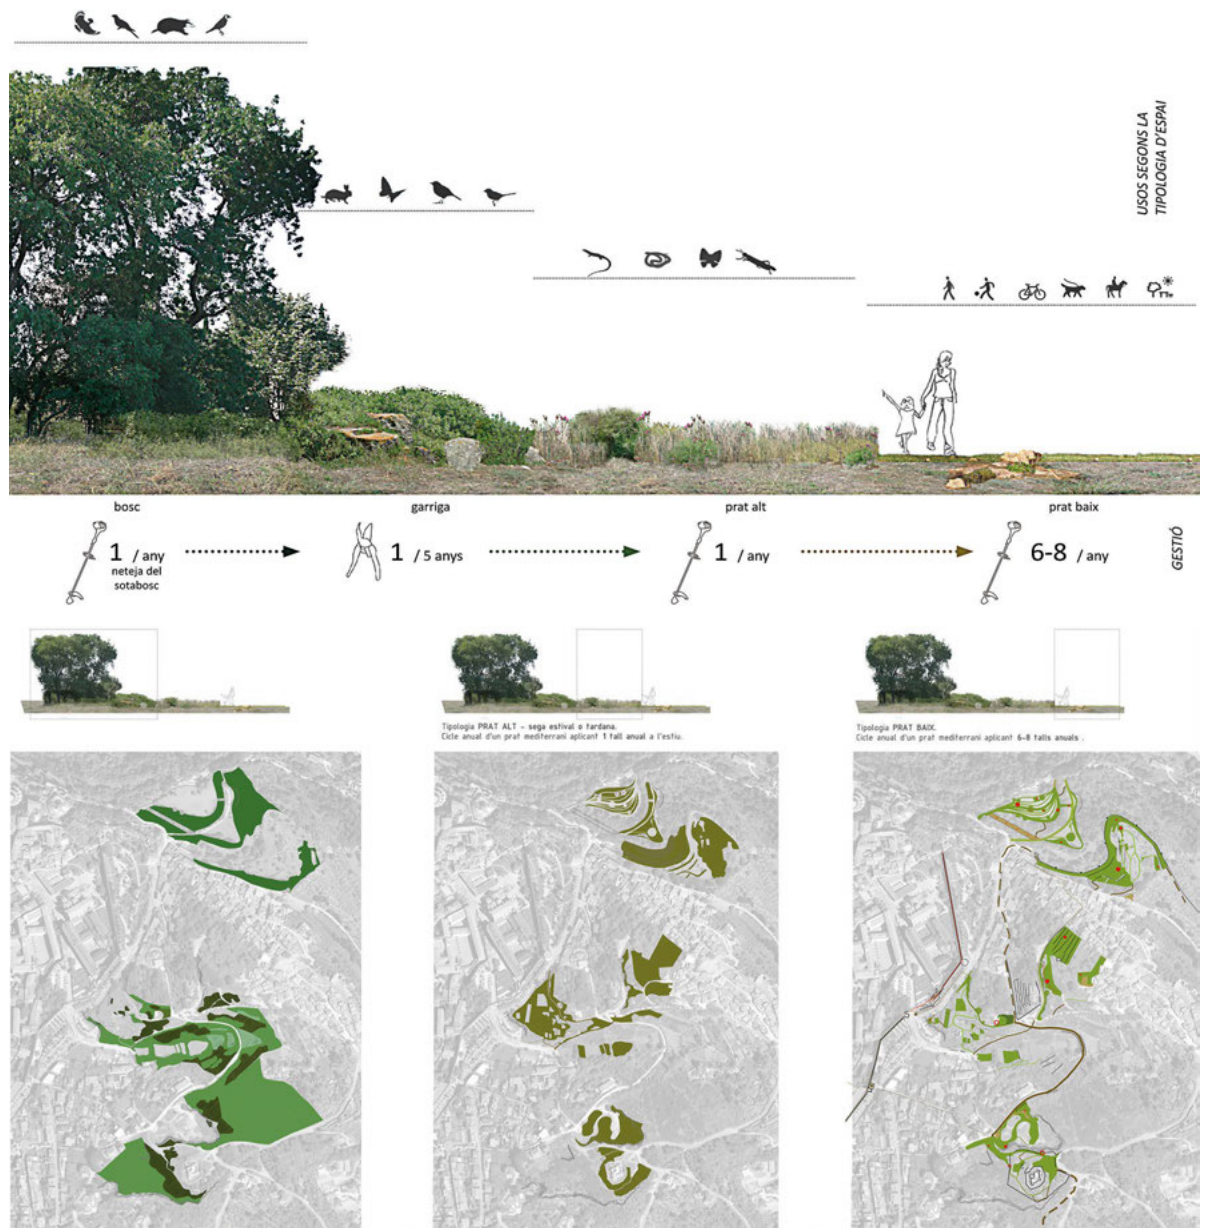 USOS SEGONS LA
TIPOLOGIA D'ESPAI
bosc
garriga
prat alt
prat baix
1 / any
neteja del
sotabosc
1 / 5 anys
1 / any
6-8 / any
GESTIÓ
Tipologia PRAT ALT - sega estival o tardana.
Cicle anual d'un prat mediterrani aplicant 1 tall anual a l'estiu.
Tipologia PRAT BAIX.
Cicle anual d'un prat mediterrani aplicant 6-8 talls anuals .